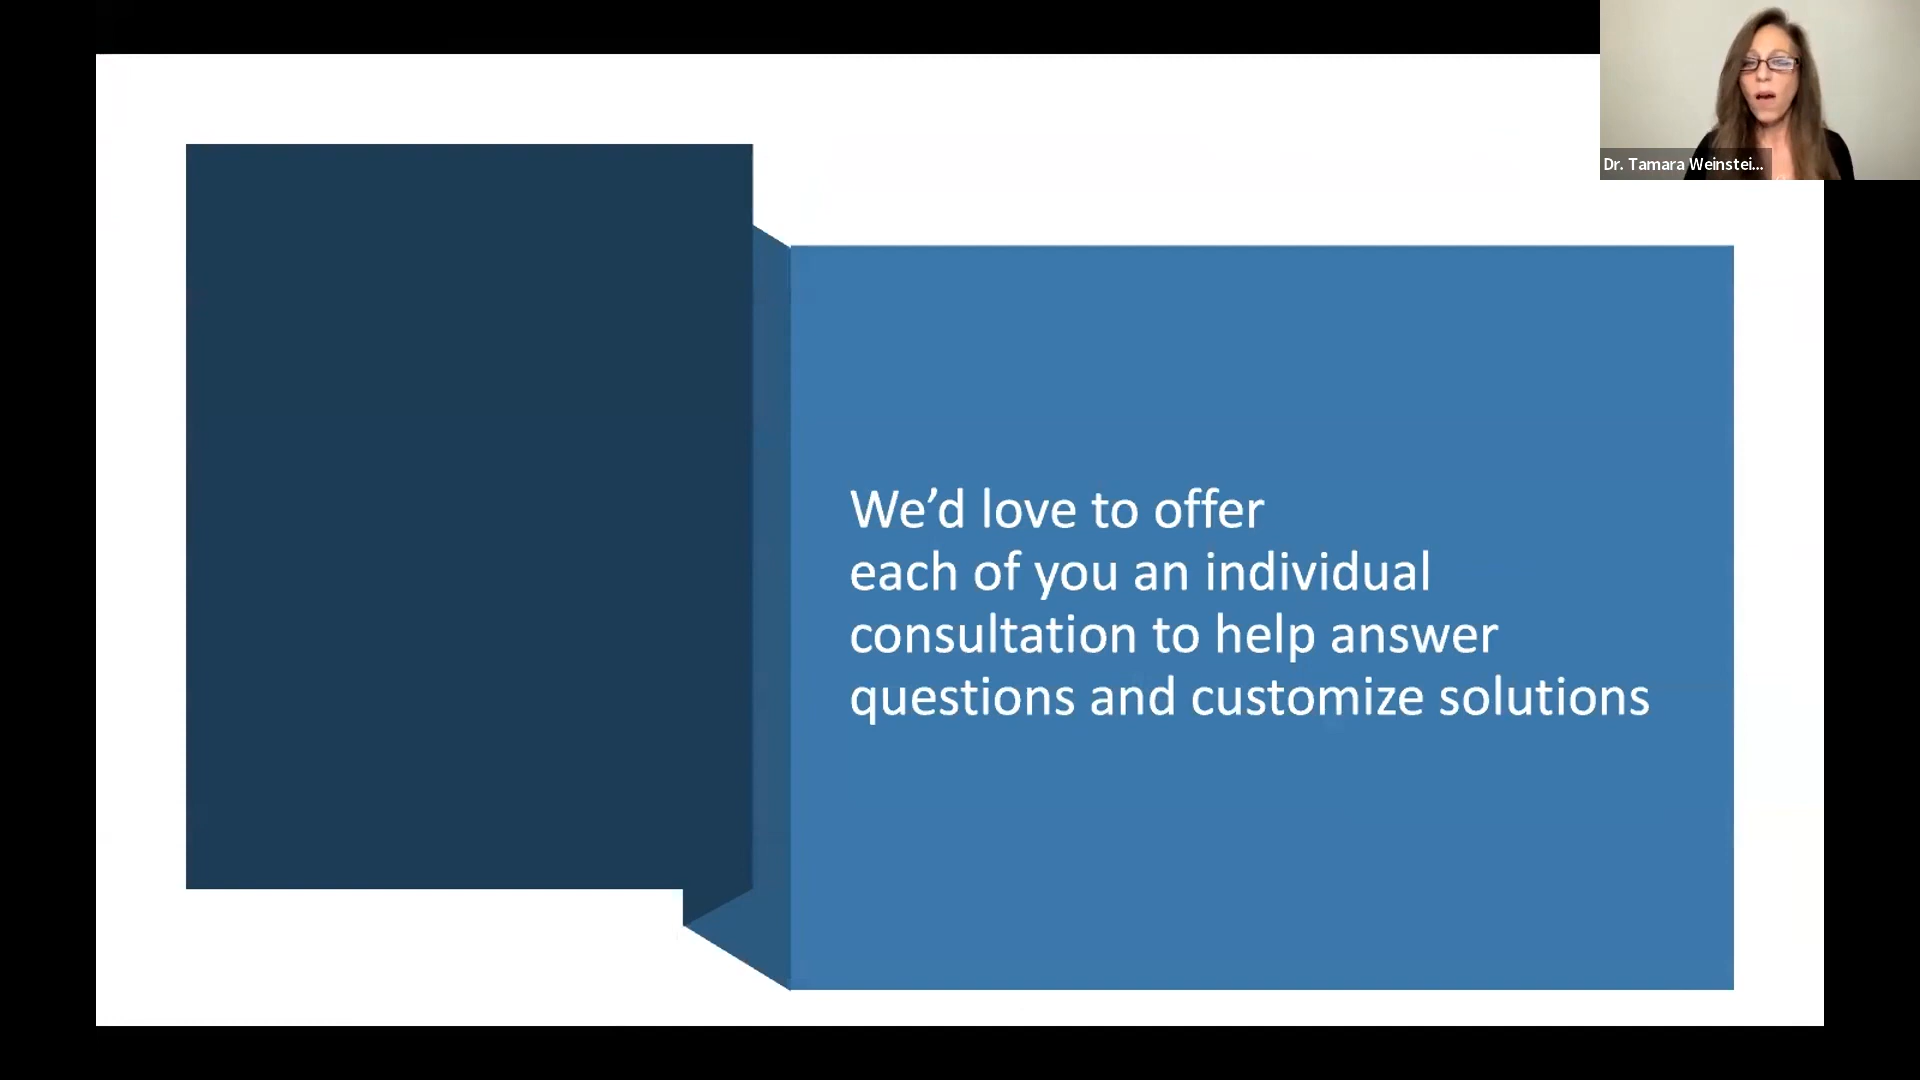 Dr. Tamara Weinstei...
We’d love to offer
each of you an individual
consultation to help answer
questions and customize solutions